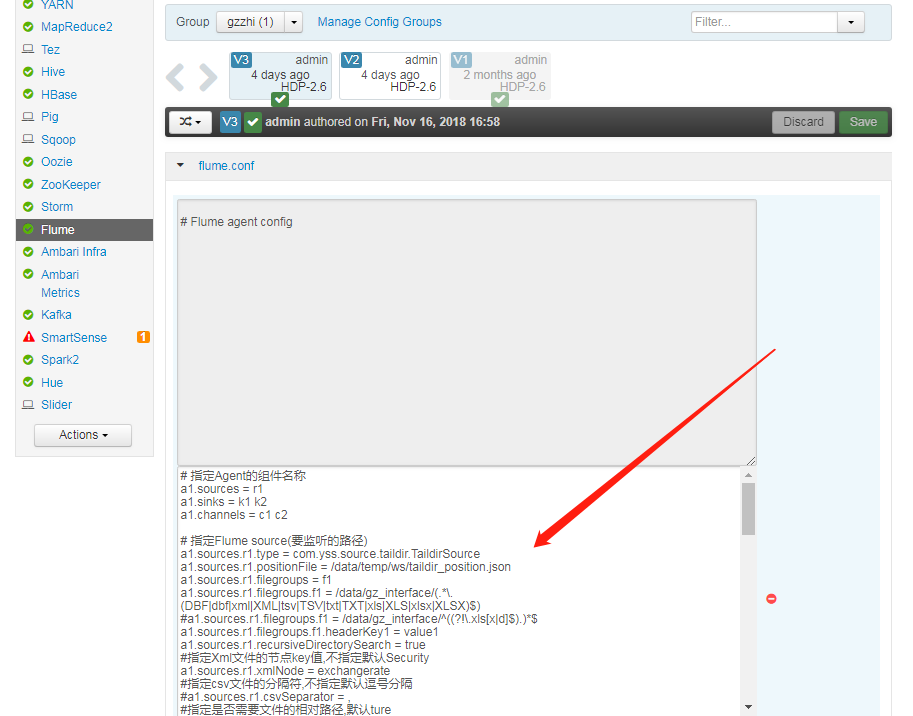 YARN
MapReduce2
Tez
Hive
HBase
Pig
Sqoop
Oozie
ZooKeeper
Storm
Flume
Ambari Infra
Ambari
Metrics
Kafka
SmartSense 1
Spark2
Hue
Slider
Actions
Group gzzhi (1) Manage Config Groups Filter...
V3 admin
4 days ago
HDP-2.6
V2 admin
4 days ago
HDP-2.6
V1 admin
2 months ago
HDP-2.6
V3 admin authored on Fri, Nov 16, 2018 16:58 Discard Save
flume.conf
# Flume agent config
# 指定Agent的组件名称
a1.sources = r1
a1.sinks = k1 k2
a1.channels = c1 c2
# 指定Flume source(要监听的路径)
a1.sources.r1.type = com.yss.source.taildir.TaildirSource
a1.sources.r1.positionFile = /data/temp/ws/taildir_position.json
a1.sources.r1.filegroups = f1
a1.sources.r1.filegroups.f1 = /data/gz_interface/(.*\.
(DBF|dbf|xml|XML|tsv|TSV|txt|TXT|xls|XLS|xlsx|XLSX)$)
#a1.sources.r1.filegroups.f1 = /data/gz_interface/^((?!\.xls[x|d]$).)*$
a1.sources.r1.filegroups.f1.headerKey1 = value1
a1.sources.r1.recursiveDirectorySearch = true
#指定Xml文件的节点key值,不指定默认Security
a1.sources.r1.xmlNode = exchangerate
#指定csv文件的分隔符,不指定默认逗号分隔
#a1.sources.r1.csvSeparator = ,
#指定是否需要文件的相对路径,默认ture